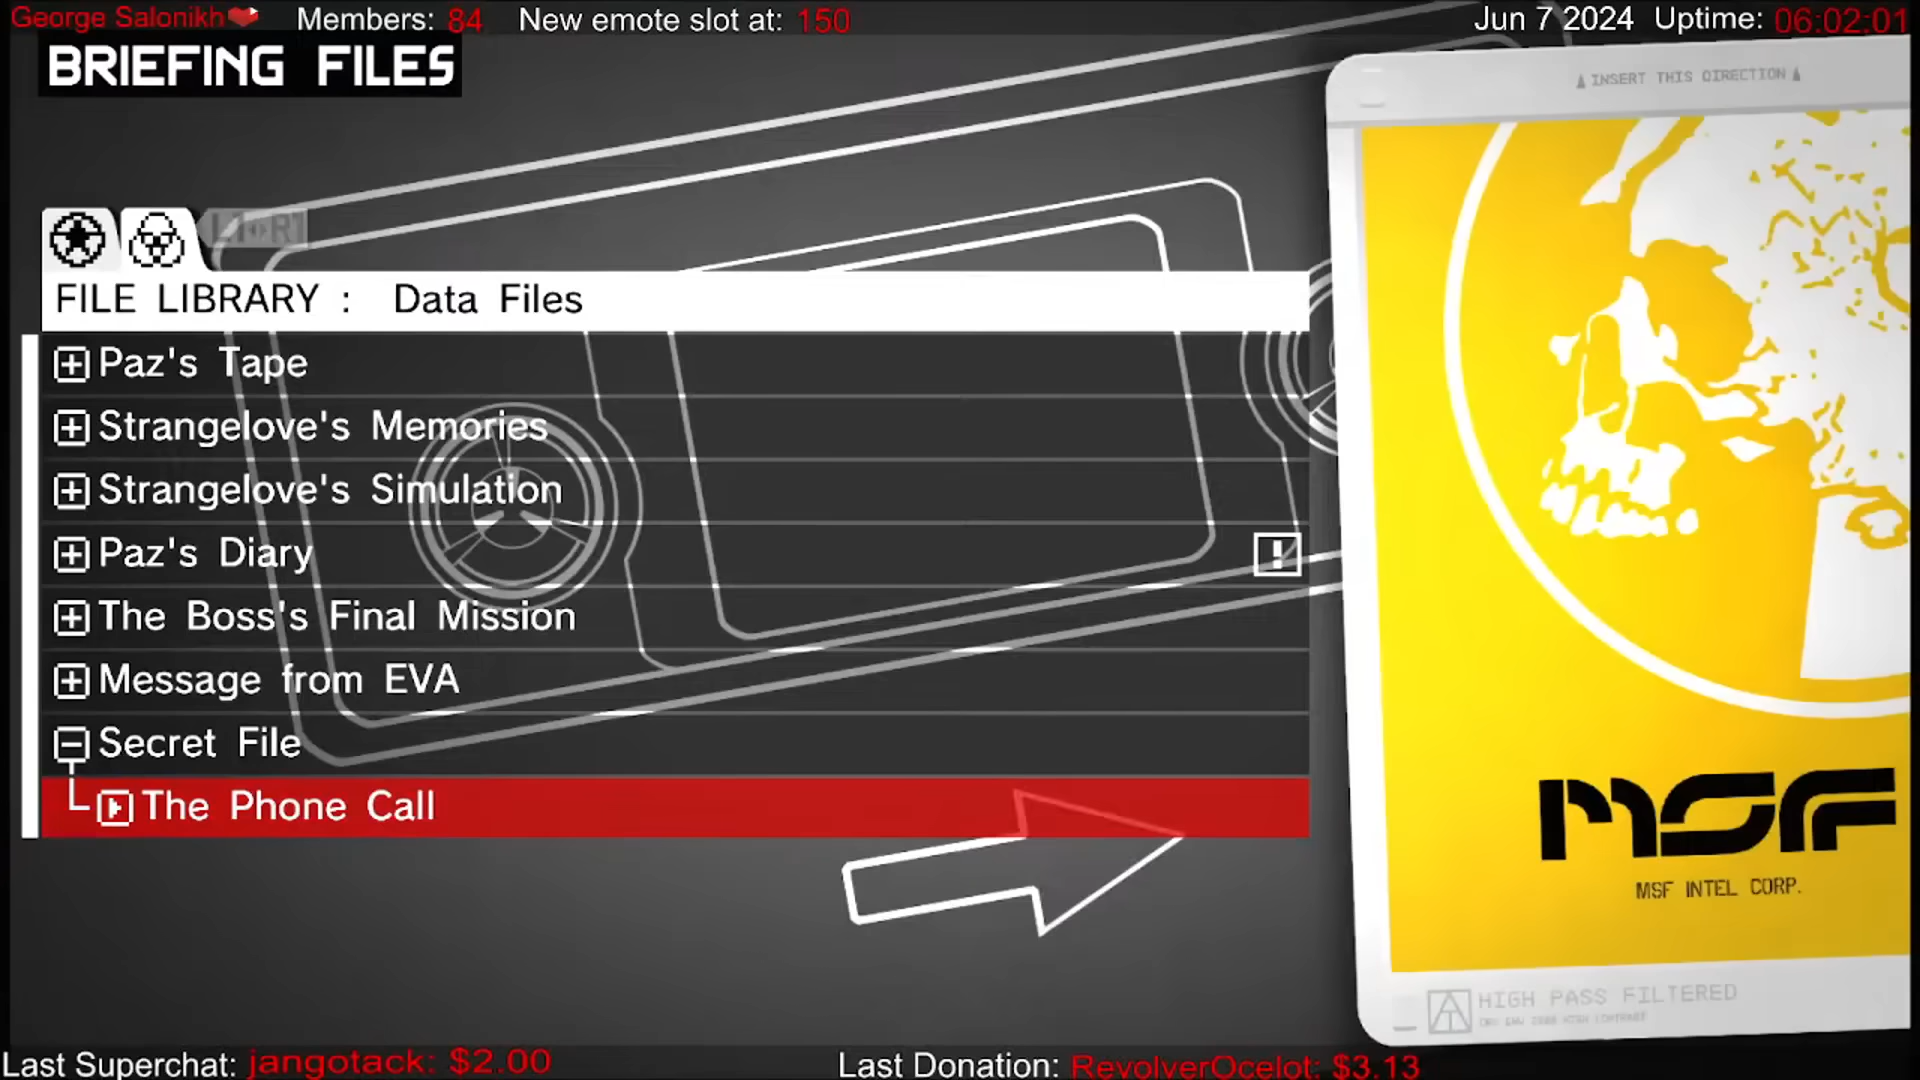 George Salonikh Members: 84 New emote slot at: 150 Jun 7 2024 Uptime: 06:02:01
BRIEFING FILES
▲ INSERT THIS DIRECTION ▲
FILE LIBRARY : Data Files
Paz's Tape
Strangelove's Memories
Strangelove's Simulation
Paz's Diary
!
The Boss's Final Mission
Message from EVA
Secret File
The Phone Call
MSF
MSF INTEL CORP.
HIGH PASS FILTERED
Last Superchat: jangotack: $2.00 Last Donation: RevolverOcelot: $3.13